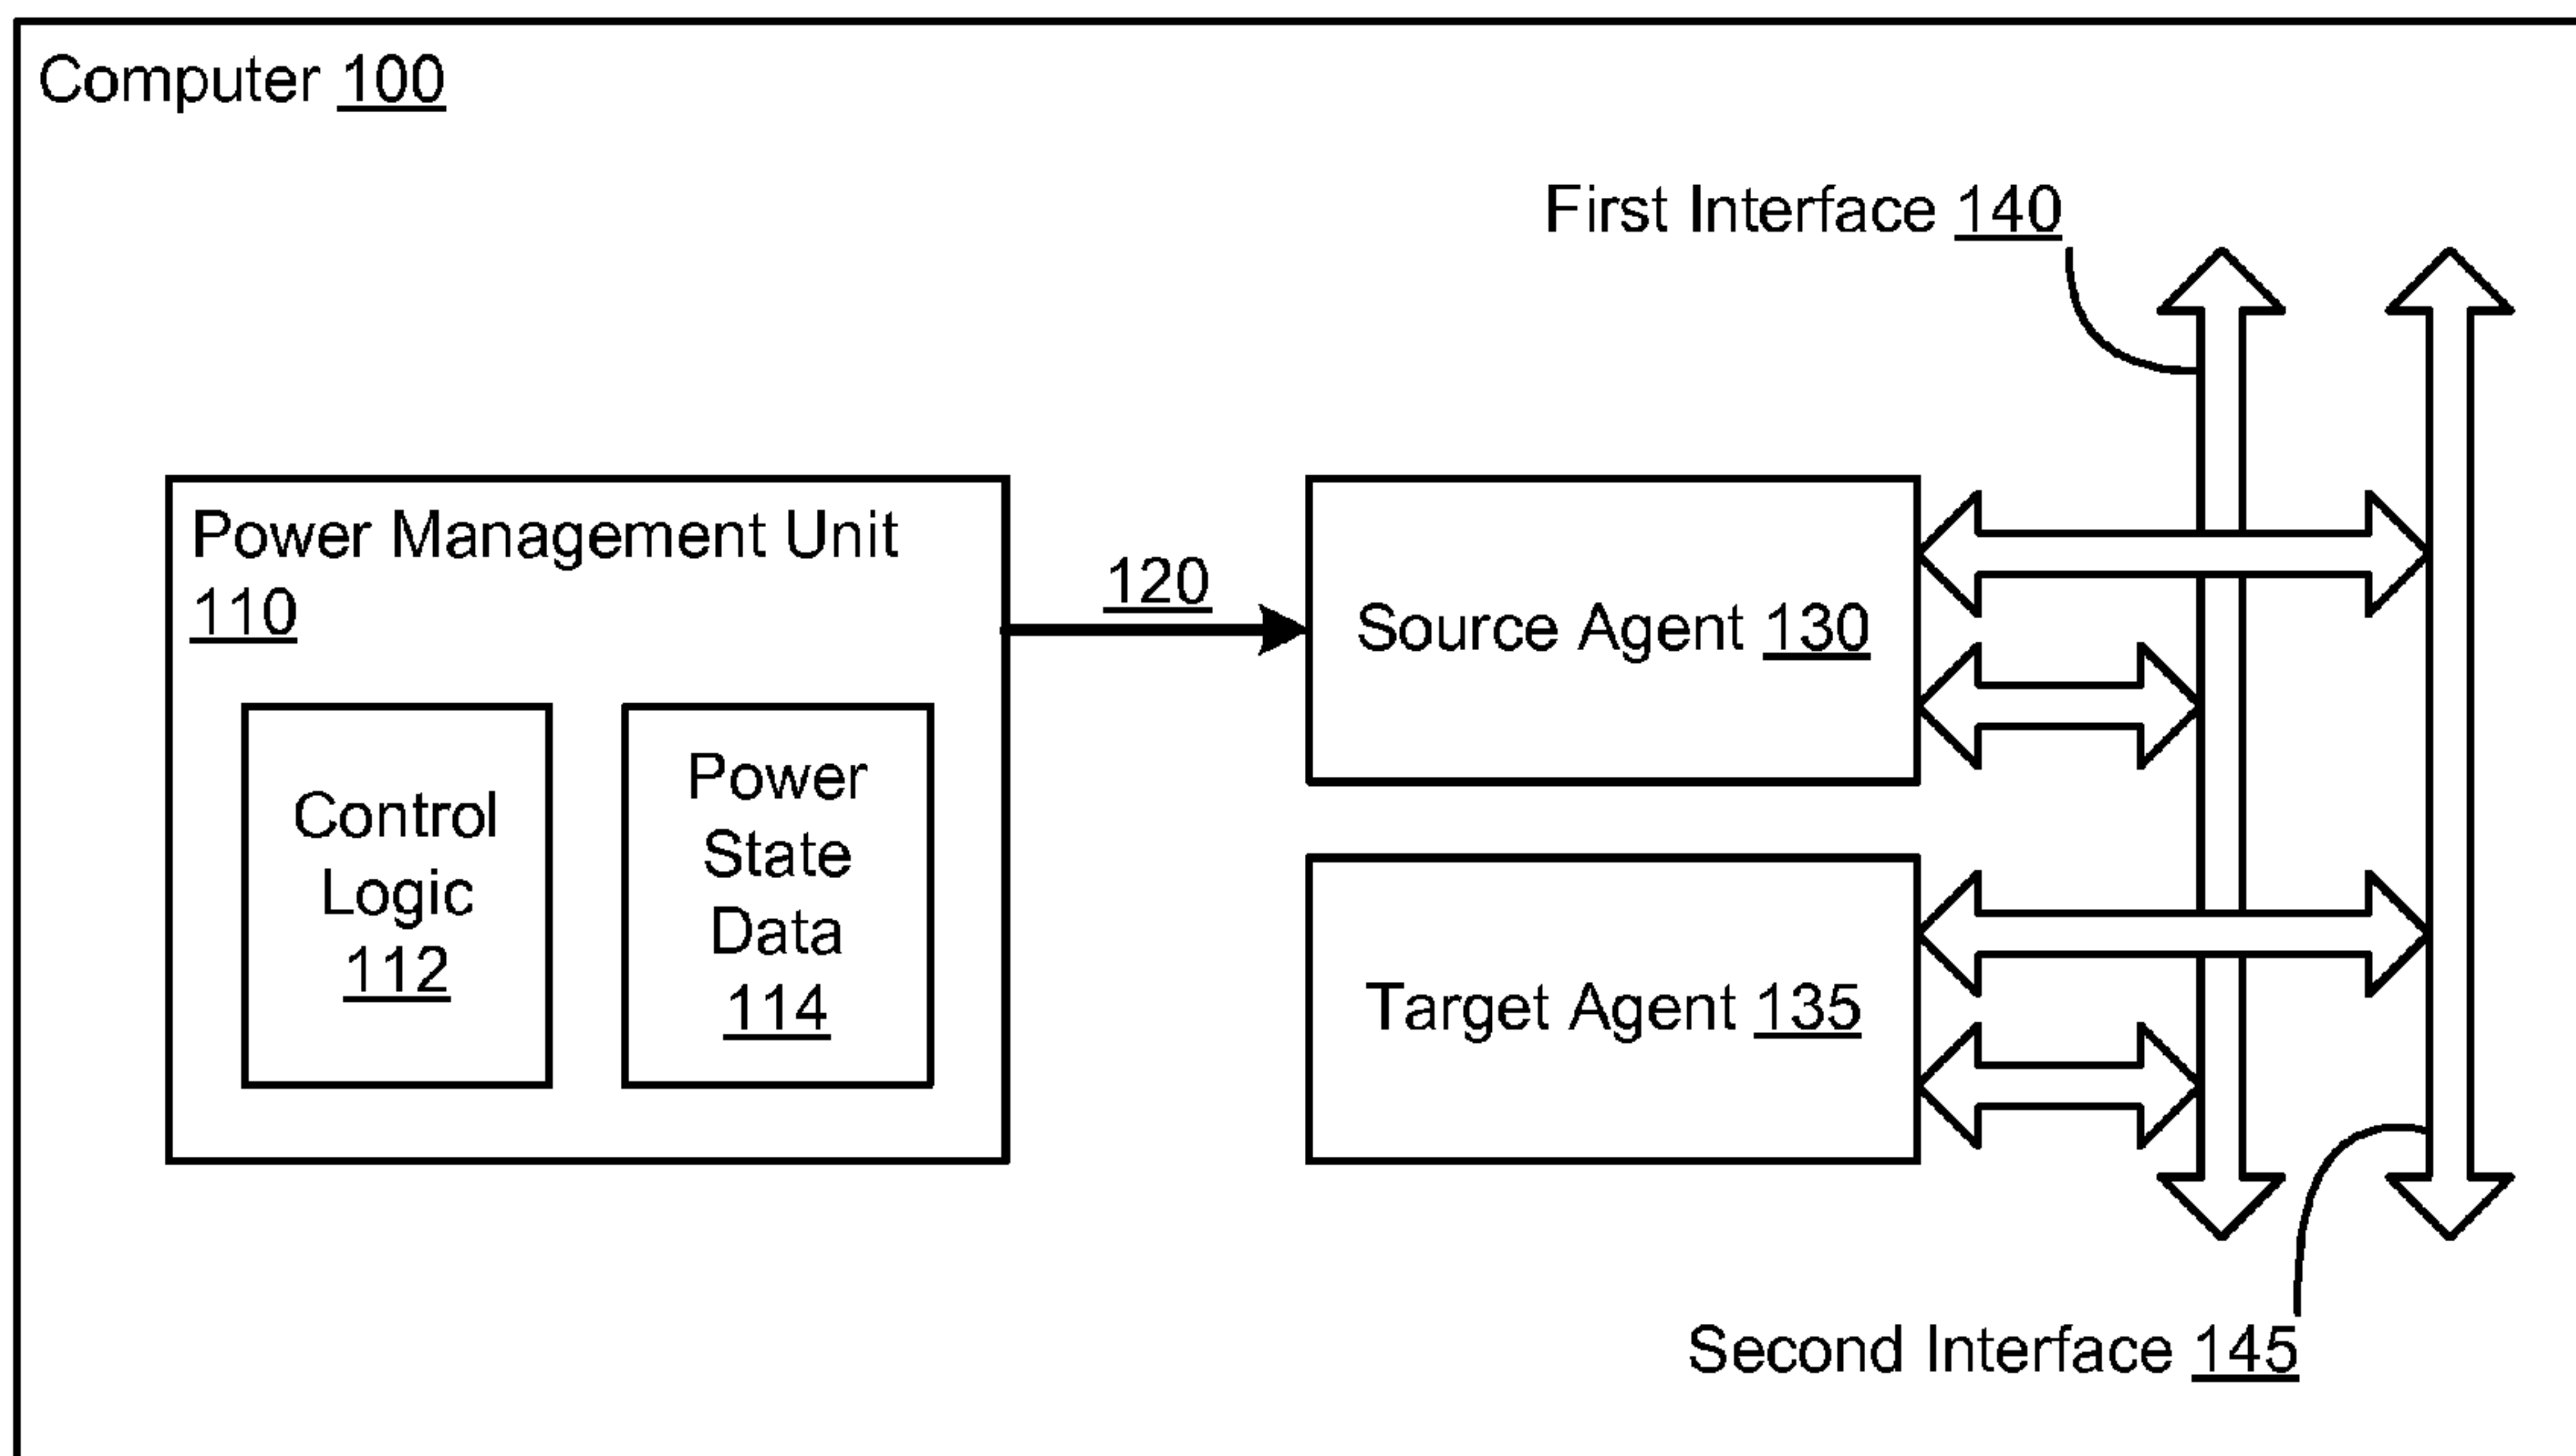 Computer 100
First Interface 140
Power Management Unit
110
120
Source Agent 130
Control
Logic
112
Power
State
Data
114
Target Agent 135
Second Interface 145